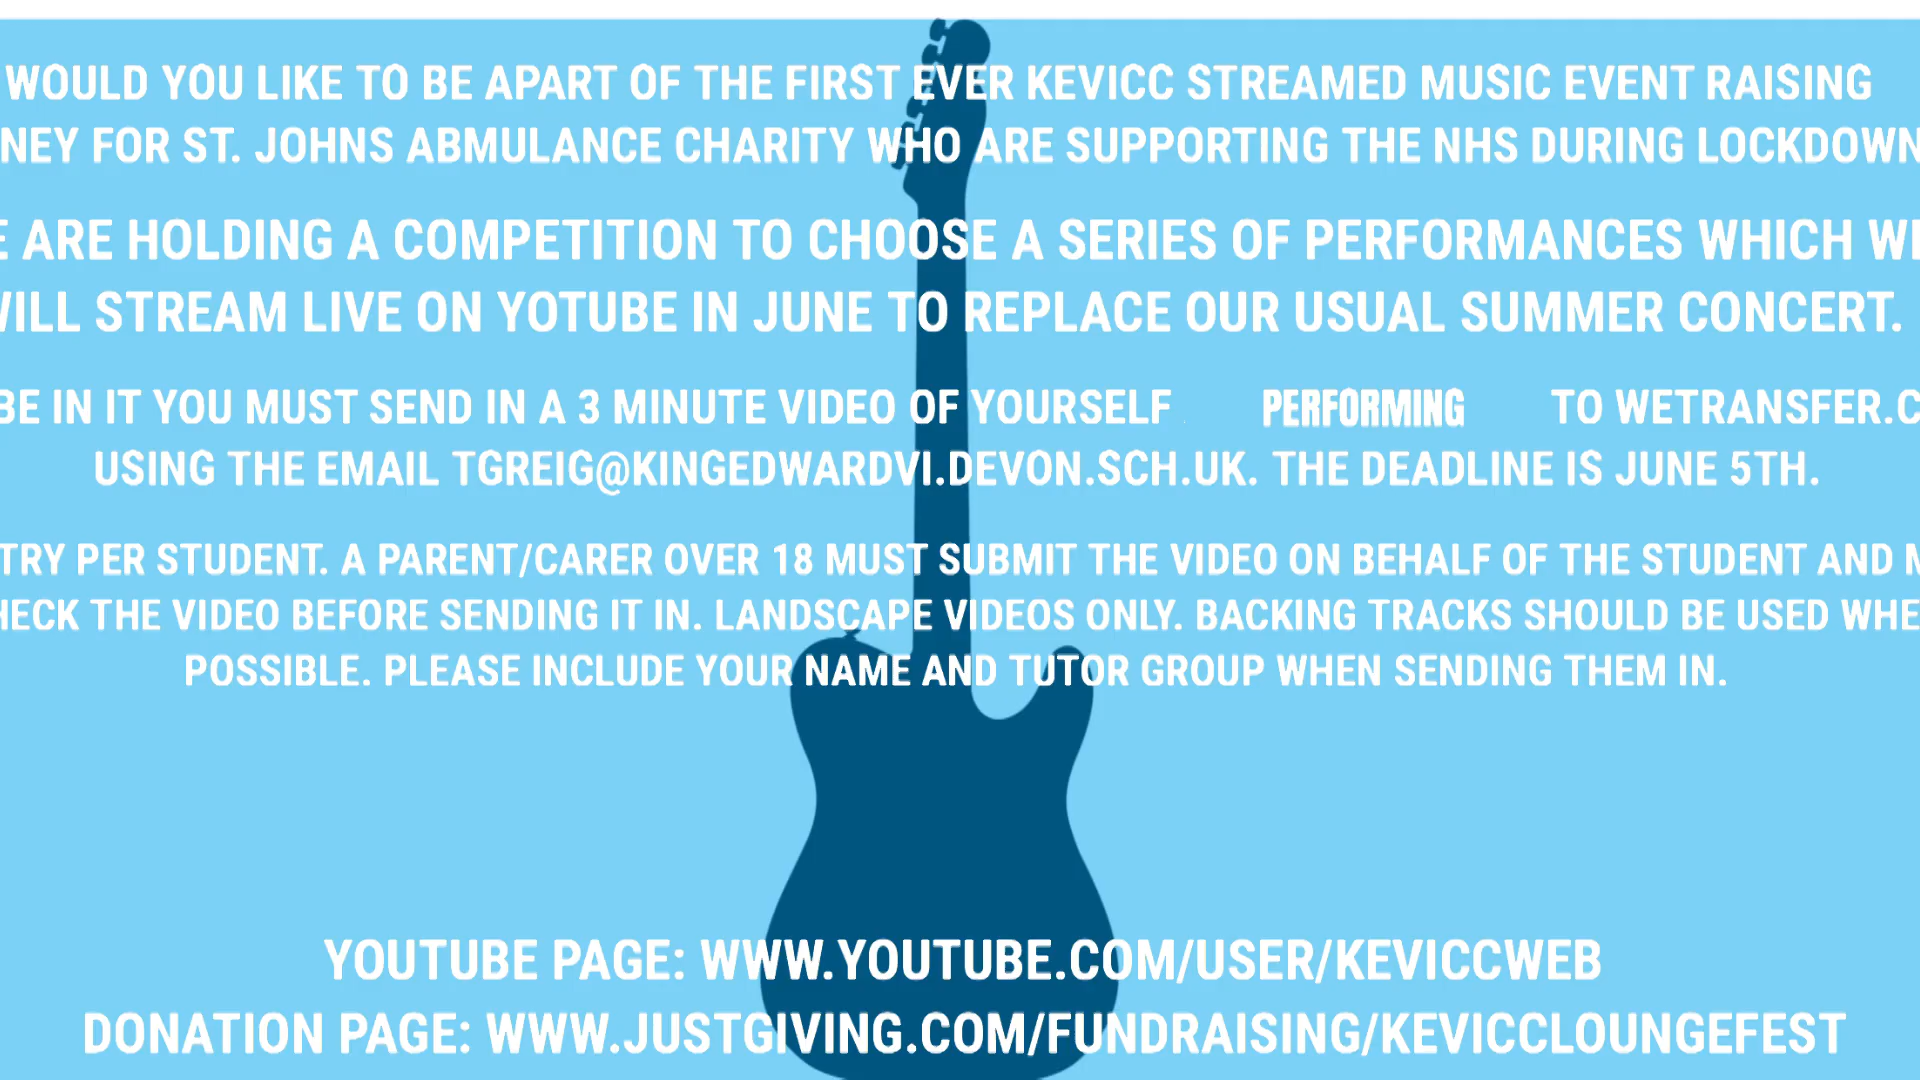 WOULD YOU LIKE TO BE APART OF THE FIRST EVER KEVICC STREAMED MUSIC EVENT RAISING
NEY FOR ST. JOHNS ABMULANCE CHARITY WHO ARE SUPPORTING THE NHS DURING LOCKDOWN
E ARE HOLDING A COMPETITION TO CHOOSE A SERIES OF PERFORMANCES WHICH WE
WILL STREAM LIVE ON YOTUBE IN JUNE TO REPLACE OUR USUAL SUMMER CONCERT.
BE IN IT YOU MUST SEND IN A 3 MINUTE VIDEO OF YOURSELF PERFORMING TO WETRANSFER.C
USING THE EMAIL TGREIG@KINGEDWARDVI.DEVON.SCH.UK. THE DEADLINE IS JUNE 5TH.
TRY PER STUDENT. A PARENT/CARER OVER 18 MUST SUBMIT THE VIDEO ON BEHALF OF THE STUDENT AND M
HECK THE VIDEO BEFORE SENDING IT IN. LANDSCAPE VIDEOS ONLY. BACKING TRACKS SHOULD BE USED WHE
POSSIBLE. PLEASE INCLUDE YOUR NAME AND TUTOR GROUP WHEN SENDING THEM IN.
YOUTUBE PAGE: WWW.YOUTUBE.COM/USER/KEVICCWEB
DONATION PAGE: WWW.JUSTGIVING.COM/FUNDRAISING/KEVICCLOUNGEFEST